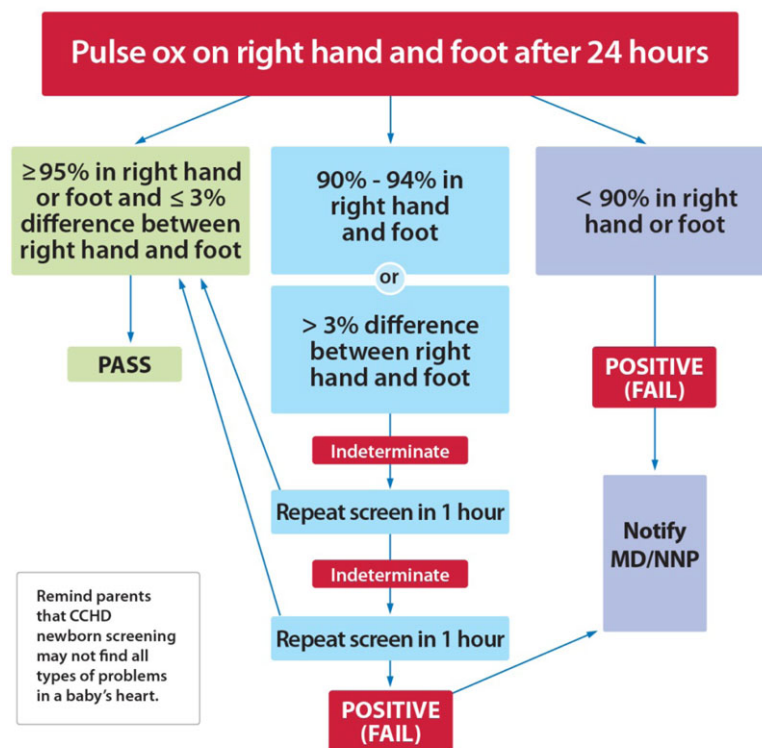 Pulse ox on right hand and foot after 24 hours
≥95% in right hand
or foot and ≤ 3%
difference between
right hand and foot
PASS
90% - 94% in
right hand
and foot
or
> 3% difference
between right
hand and foot
Indeterminate
Repeat screen in 1 hour
Indeterminate
Repeat screen in 1 hour
POSITIVE
(FAIL)
< 90% in right
hand or foot
POSITIVE
(FAIL)
Notify
MD/NNP
Remind parents
that CCHD
newborn screening
may not find all
types of problems
in a baby’s heart.